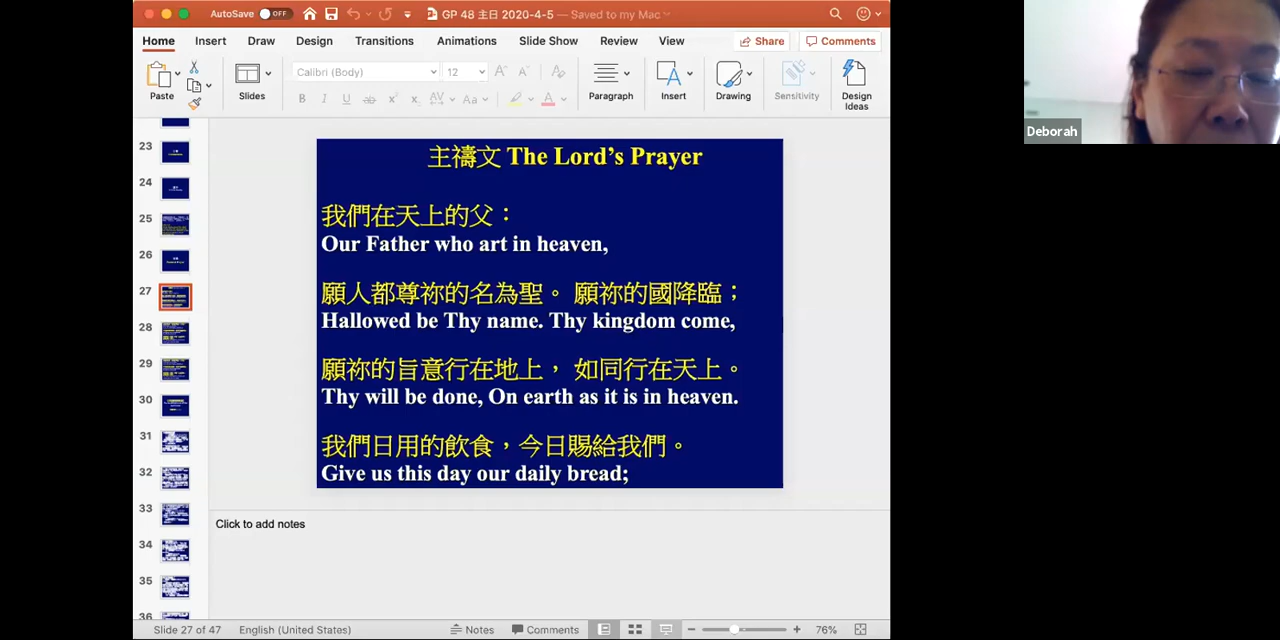 AutoSave OFF
GP 48 主日 2020-4-5 — Saved to my Mac
Home Insert Draw Design Transitions Animations Slide Show Review View Share Comments
Calibri (Body) 12
Paste Slides Paragraph Insert Drawing Sensitivity Design Ideas
Deborah
23
24
25
26
27
28
29
30
31
32
33
34
35
36
主禱文 The Lord's Prayer
我們在天上的父：
Our Father who art in heaven,
願人都尊祢的名為聖。 願祢的國降臨；
Hallowed be Thy name. Thy kingdom come,
願祢的旨意行在地上， 如同行在天上。
Thy will be done, On earth as it is in heaven.
我們日用的飲食，今日賜給我們。
Give us this day our daily bread;
Click to add notes
Slide 27 of 47 English (United States) Notes Comments 76%